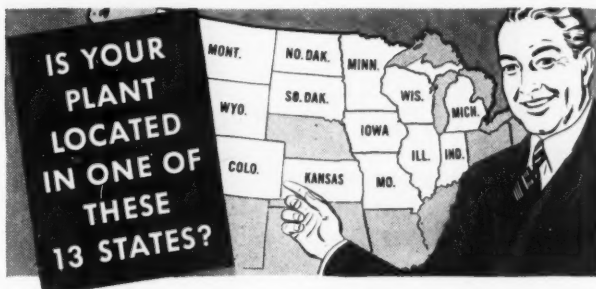 IS YOUR
PLANT
LOCATED
IN ONE OF
THESE
13 STATES?
MONT.
NO. DAK.
MINN.
WYO.
SO. DAK.
WIS.
MICH.
IOWA
COLO.
KANSAS
MO.
ILL.
IND.